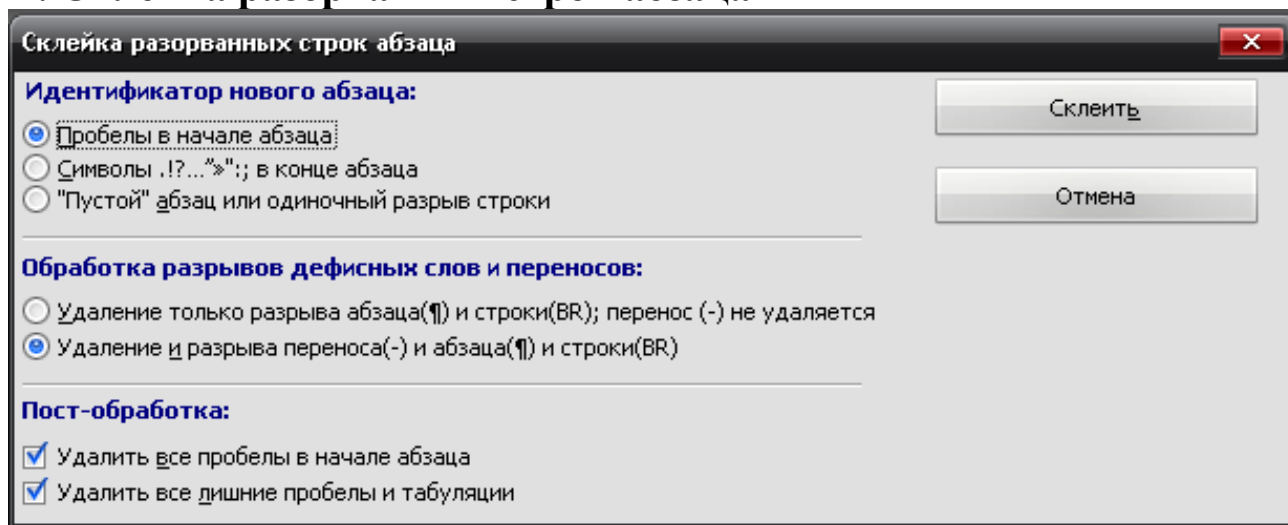 Склейка разорванных строк абзаца
Идентификатор нового абзаца:
Склеить
Пробелы в начале абзаца
Символы .!?…"»":; в конце абзаца
"Пустой" абзац или одиночный разрыв строки
Отмена
Обработка разрывов дефисных слов и переносов:
Удаление только разрыва абзаца(¶) и строки(BR); перенос (-) не удаляется
Удаление и разрыва переноса(-) и абзаца(¶) и строки(BR)
Пост-обработка:
Удалить все пробелы в начале абзаца
Удалить все лишние пробелы и табуляции